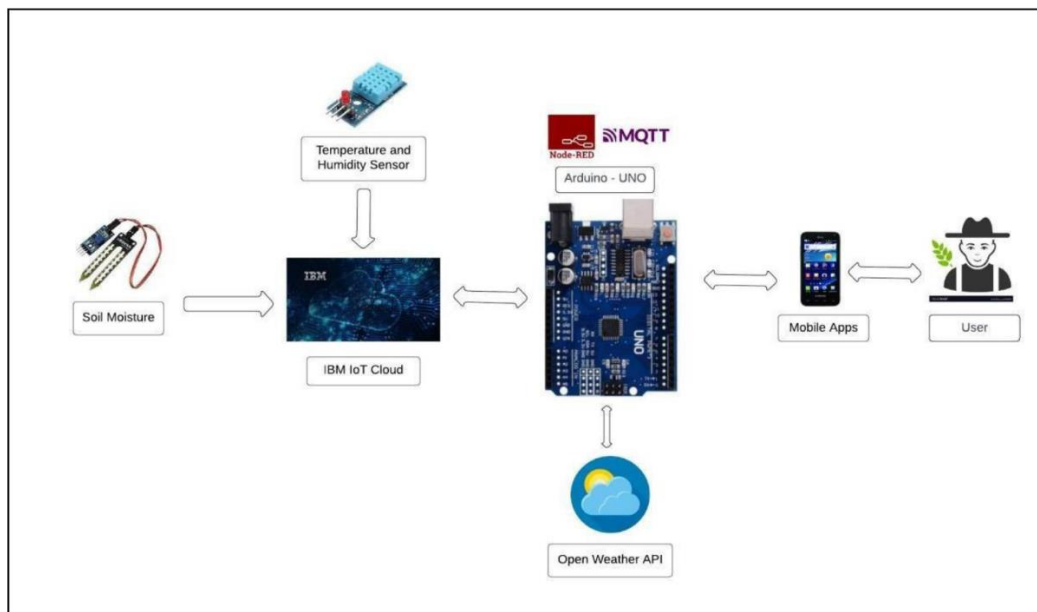 Node-RED
MQTT
Temperature and
Humidity Sensor
Arduino - UNO
IBM
UNO
Soil Moisture
IBM IoT Cloud
Mobile Apps
User
Open Weather API